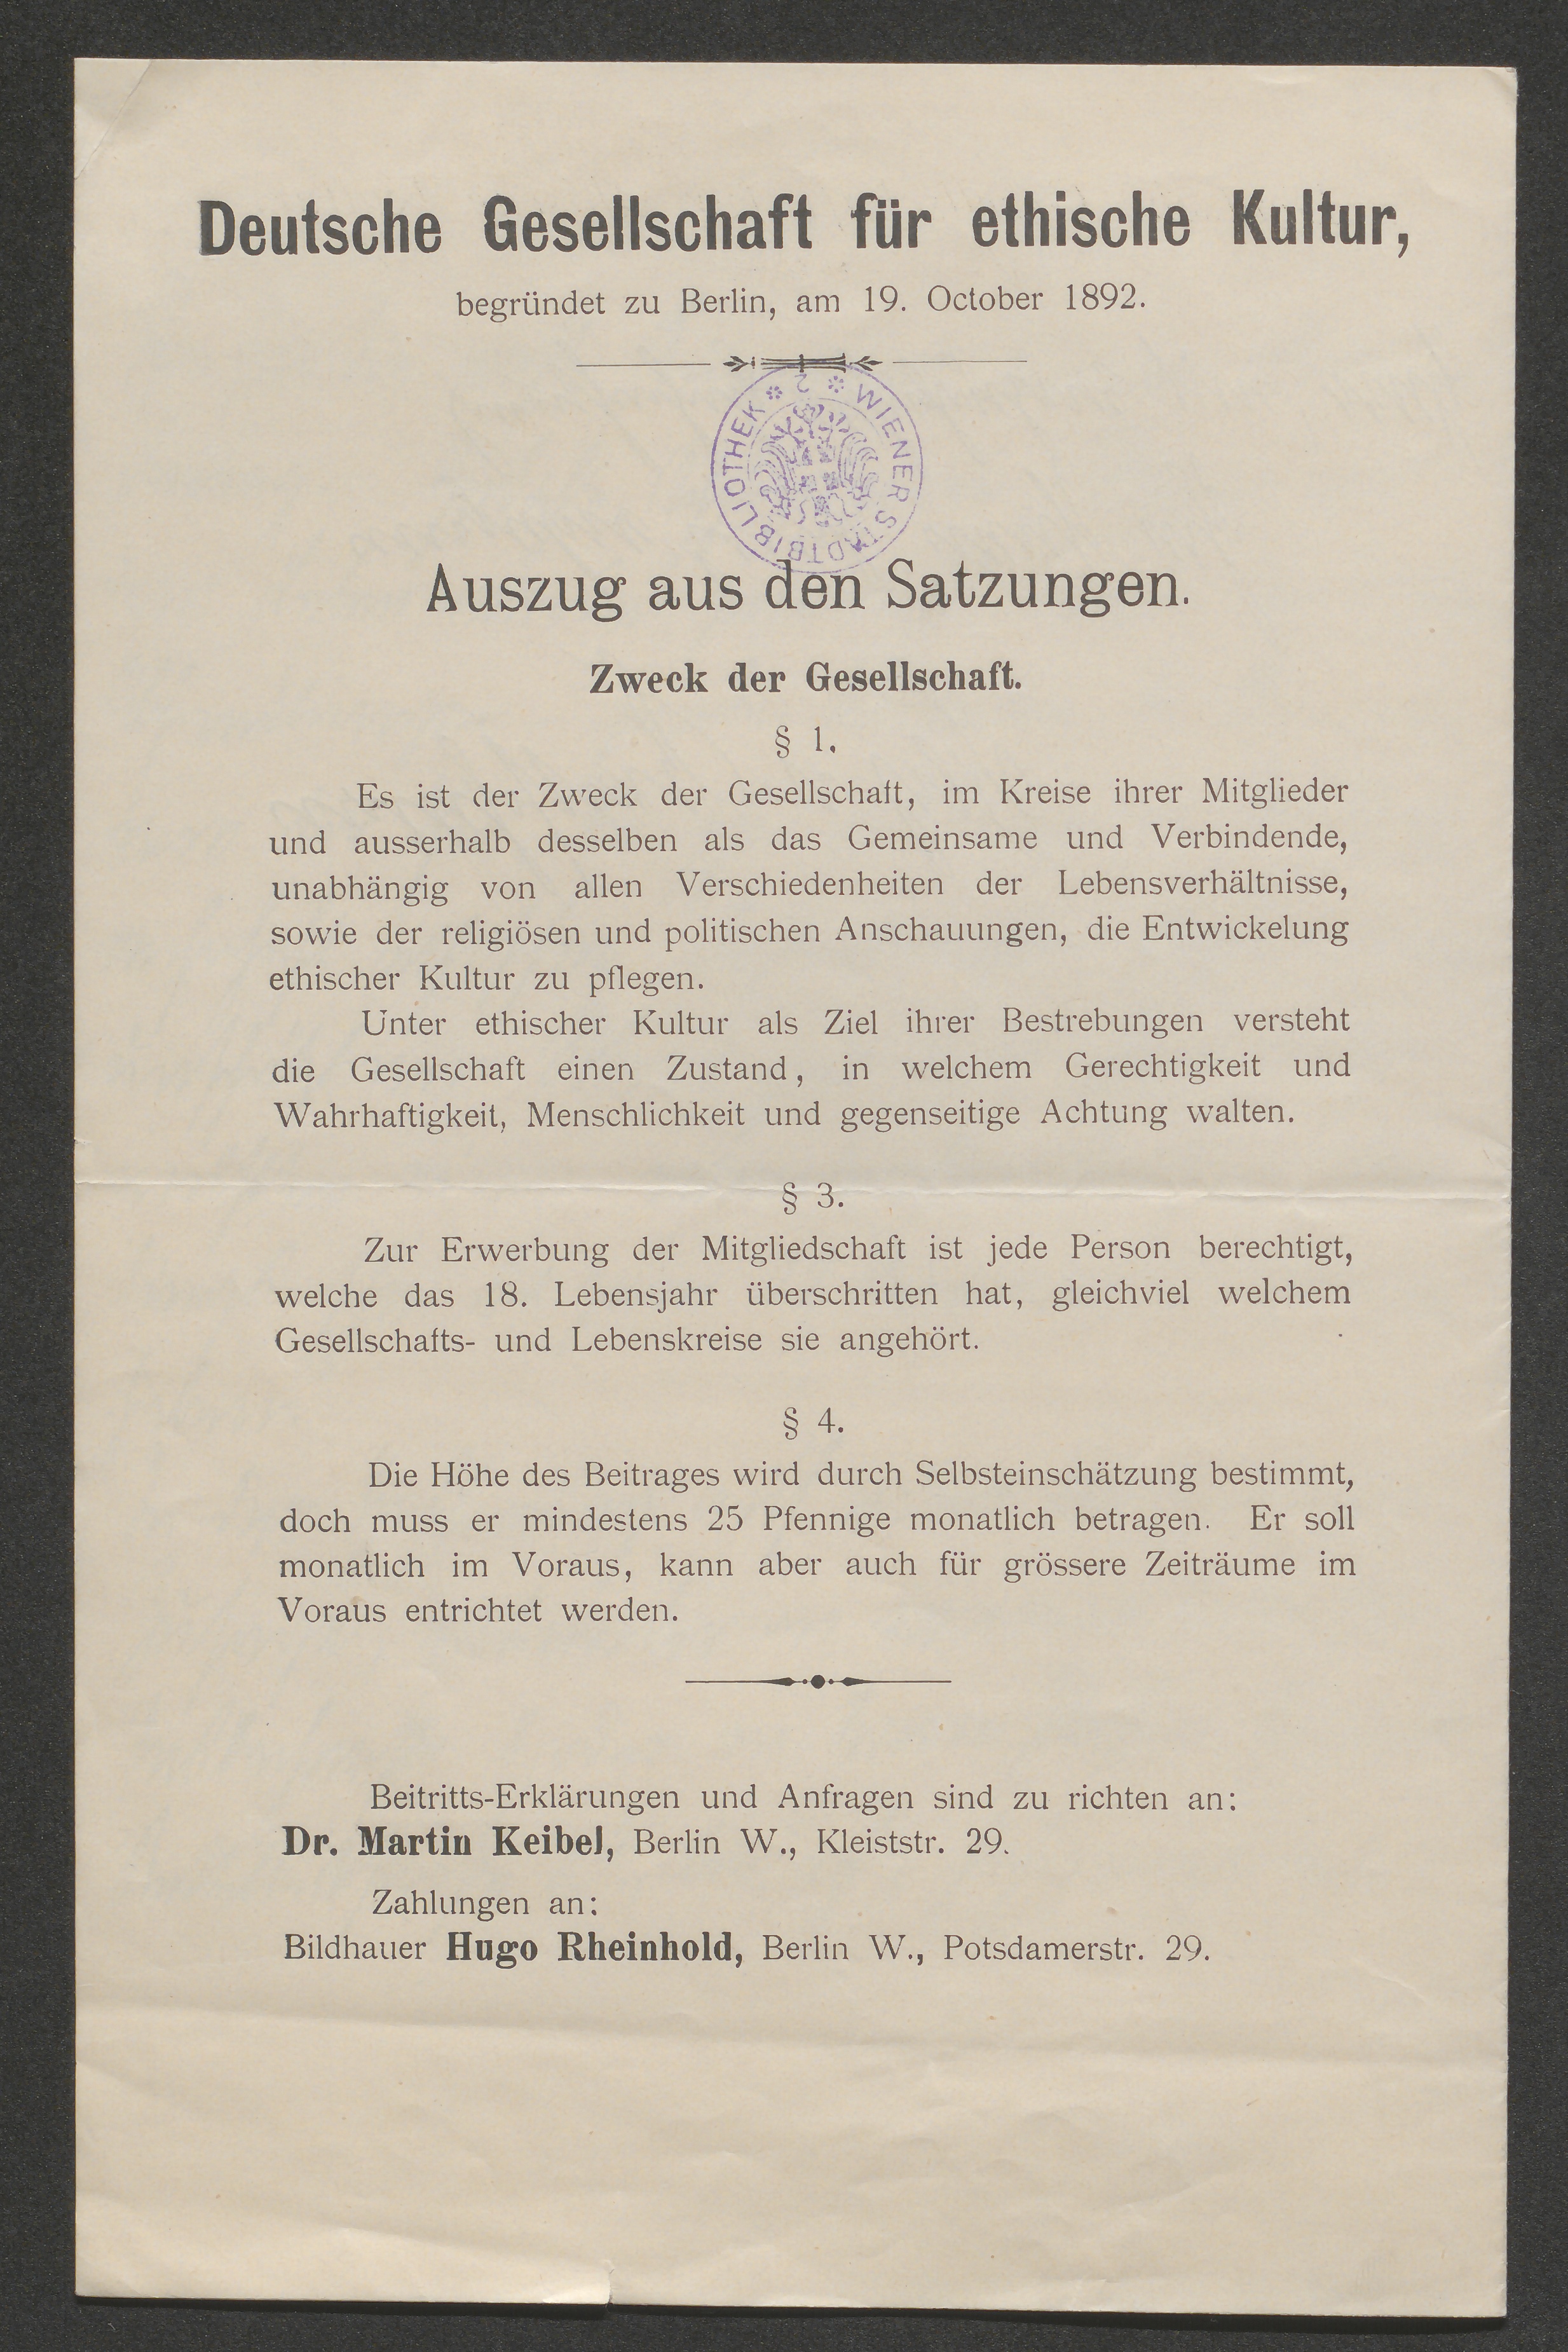 Deutsche Gesellschaft für ethische Kultur,
begründet zu Berlin, am 19. October 1892.
WIENER STADTBIBLIOTHEK * 2 *
Auszug aus den Satzungen.
Zweck der Gesellschaft.
§ 1.
Es ist der Zweck der Gesellschaft, im Kreise ihrer Mitglieder
und ausserhalb desselben als das Gemeinsame und Verbindende,
unabhängig von allen Verschiedenheiten der Lebensverhältnisse,
sowie der religiösen und politischen Anschauungen, die Entwickelung
ethischer Kultur zu pflegen.
Unter ethischer Kultur als Ziel ihrer Bestrebungen versteht
die Gesellschaft einen Zustand, in welchem Gerechtigkeit und
Wahrhaftigkeit, Menschlichkeit und gegenseitige Achtung walten.
§ 3.
Zur Erwerbung der Mitgliedschaft ist jede Person berechtigt,
welche das 18. Lebensjahr überschritten hat, gleichviel welchem
Gesellschafts- und Lebenskreise sie angehört.
§ 4.
Die Höhe des Beitrages wird durch Selbsteinschätzung bestimmt,
doch muss er mindestens 25 Pfennige monatlich betragen. Er soll
monatlich im Voraus, kann aber auch für grössere Zeiträume im
Voraus entrichtet werden.
Beitritts-Erklärungen und Anfragen sind zu richten an:
Dr. Martin Keibel, Berlin W., Kleiststr. 29.
Zahlungen an:
Bildhauer Hugo Rheinhold, Berlin W., Potsdamerstr. 29.